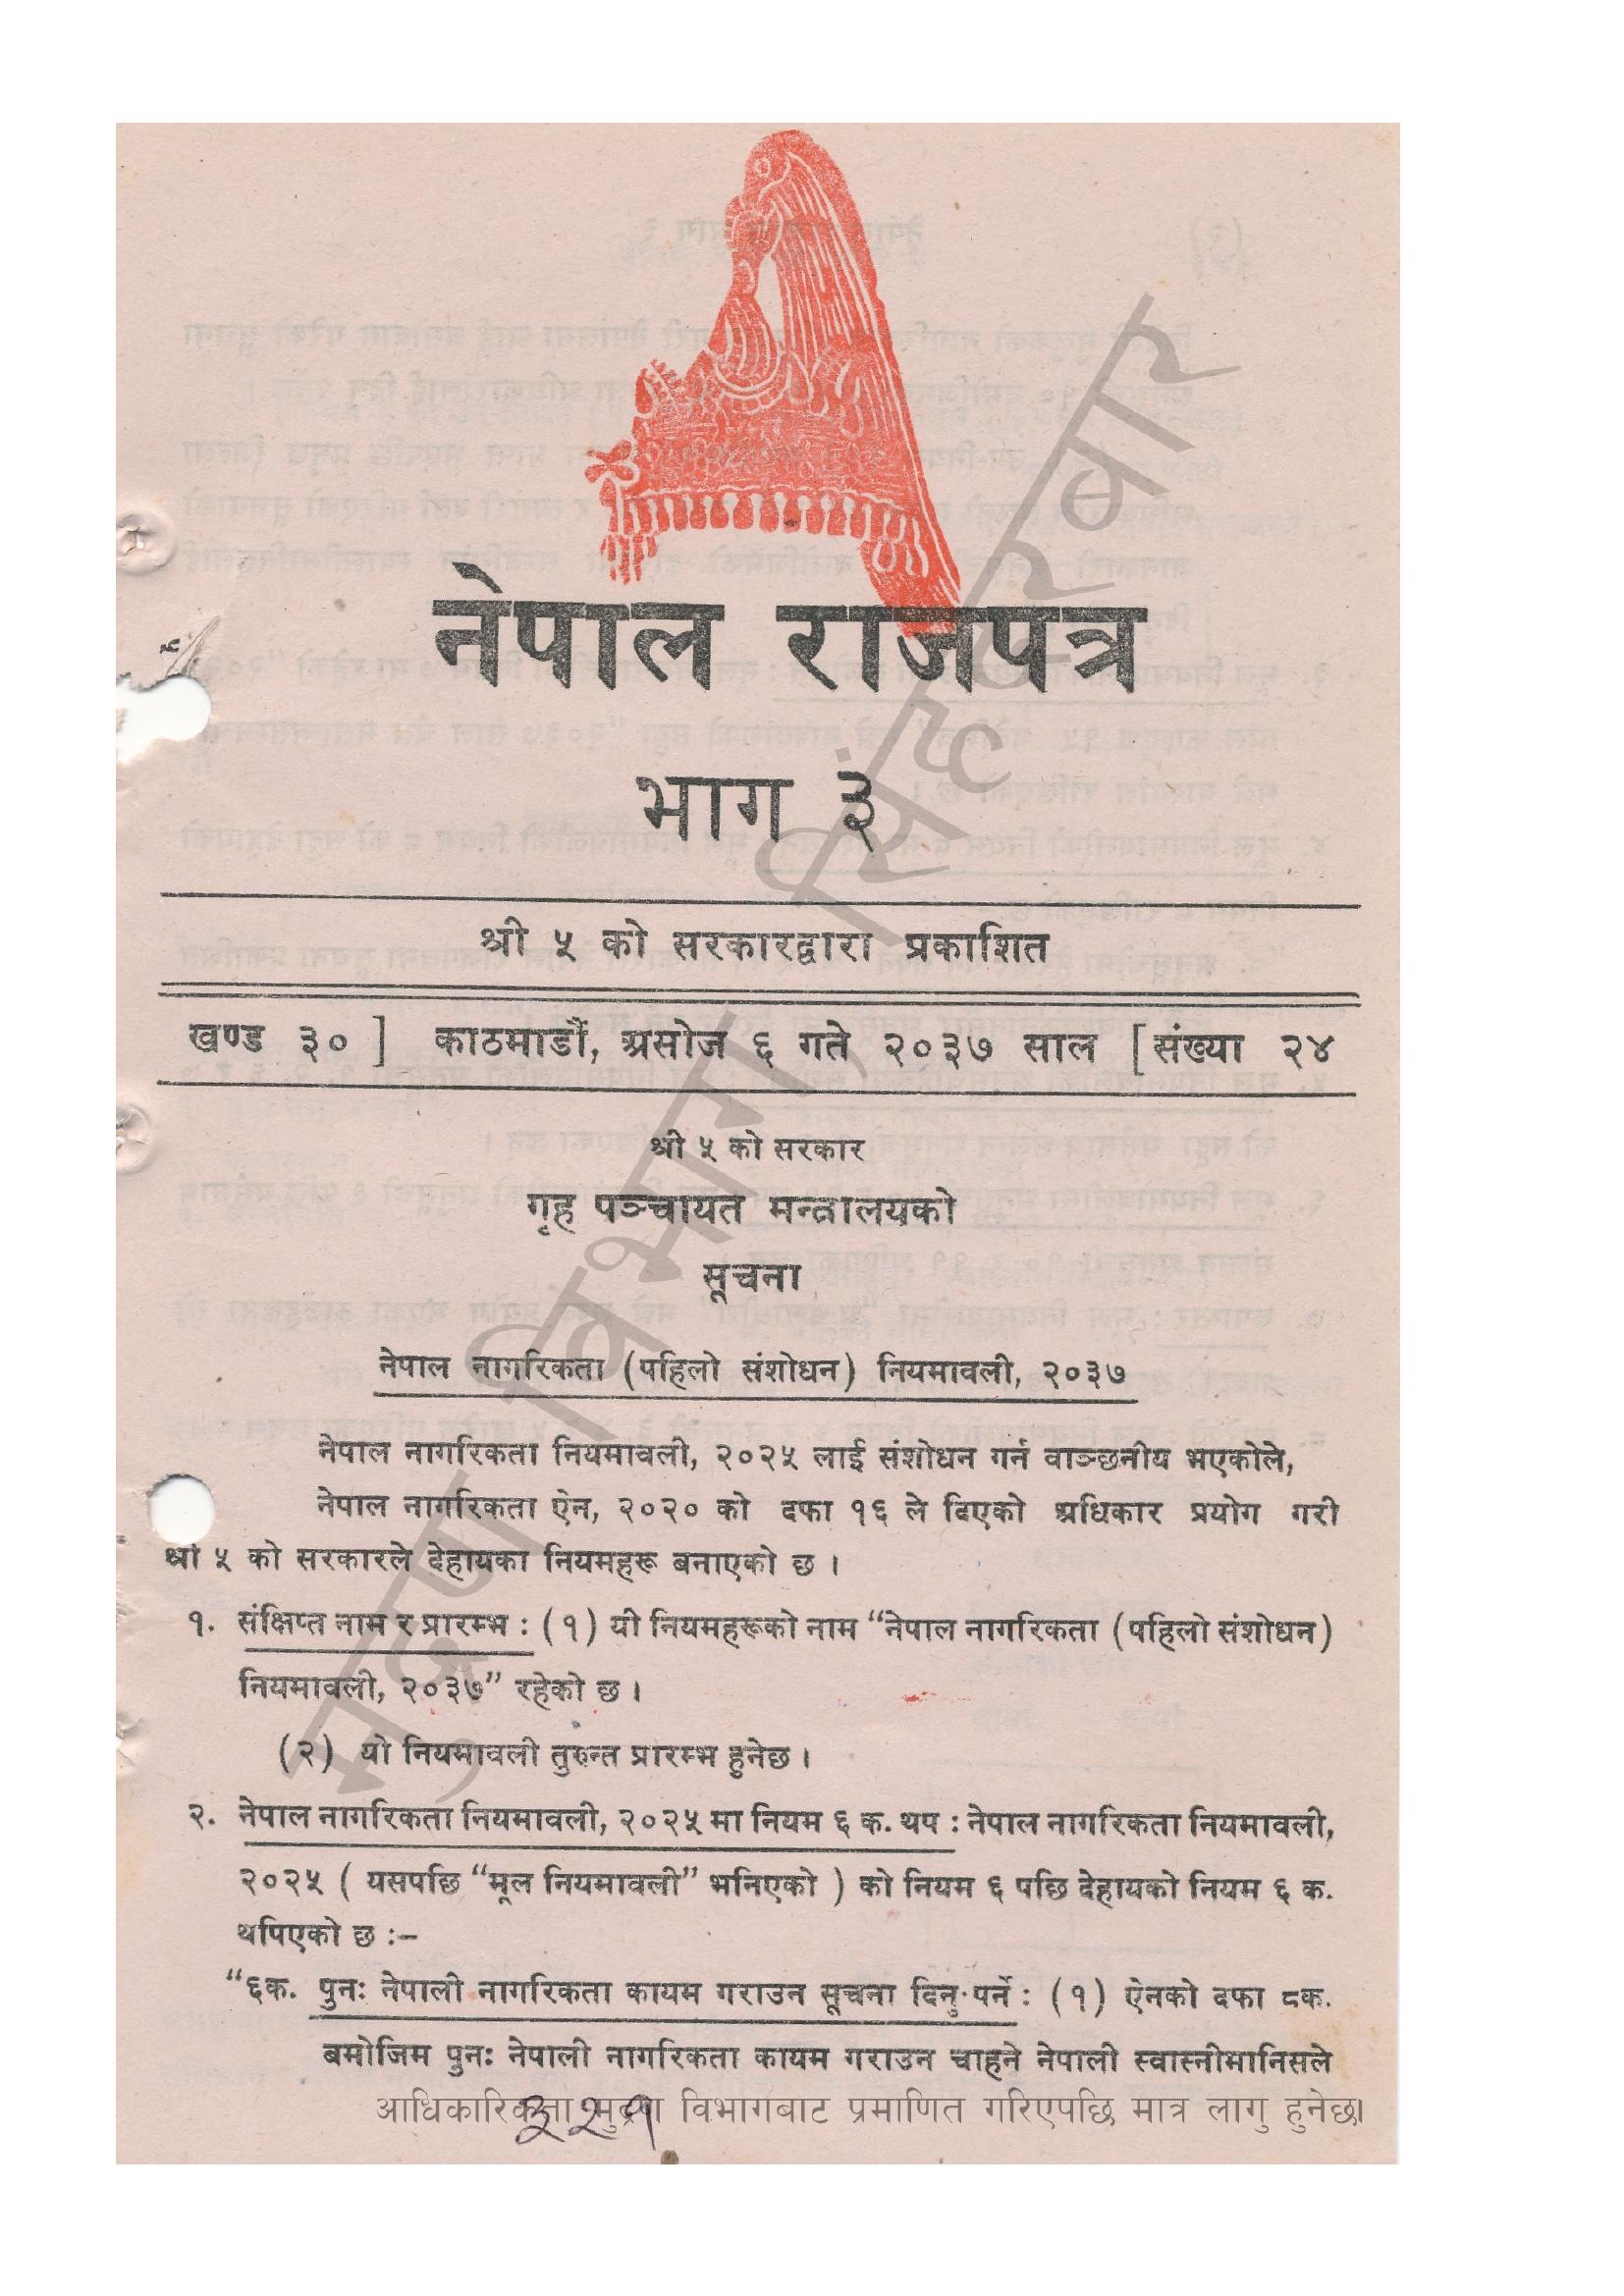 नेपाल राजपत्र
भाग ३
श्री ५ को सरकारद्वारा प्रकाशित
खण्ड ३० ] काठमाडौं, असोज ६ गते २०३७ साल [ संख्या २४
श्री ५ को सरकार
गृह पञ्चायत मन्त्रालयको
सूचना
नेपाल नागरिकता (पहिलो संशोधन) नियमावली, २०३७
नेपाल नागरिकता नियमावली, २०२५ लाई संशोधन गर्न वाञ्छनीय भएकोले,
नेपाल नागरिकता ऐन, २०२० को दफा १६ ले दिएको अधिकार प्रयोग गरी
श्री ५ को सरकारले देहायका नियमहरू बनाएको छ ।
१. संक्षिप्त नाम र प्रारम्भ : (१) यी नियमहरूको नाम “नेपाल नागरिकता (पहिलो संशोधन)
नियमावली, २०३७” रहेको छ ।
(२) यो नियमावली तुरुन्त प्रारम्भ हुनेछ ।
२. नेपाल नागरिकता नियमावली, २०२५ मा नियम ६ क. थप : नेपाल नागरिकता नियमावली,
२०२५ ( यसपछि “मूल नियमावली” भनिएको ) को नियम ६ पछि देहायको नियम ६ क.
थपिएको छ :–
“६क. पुनः नेपाली नागरिकता कायम गराउन सूचना दिनु पर्ने : (१) ऐनको दफा ८क.
बमोजिम पुनः नेपाली नागरिकता कायम गराउन चाहने नेपाली स्वास्नीमानिसले
आधिकारिकता मुद्रण विभागबाट प्रमाणित गरिएपछि मात्र लागु हुनेछ।
३२१
मुद्रण विभाग, सिंहदरवार